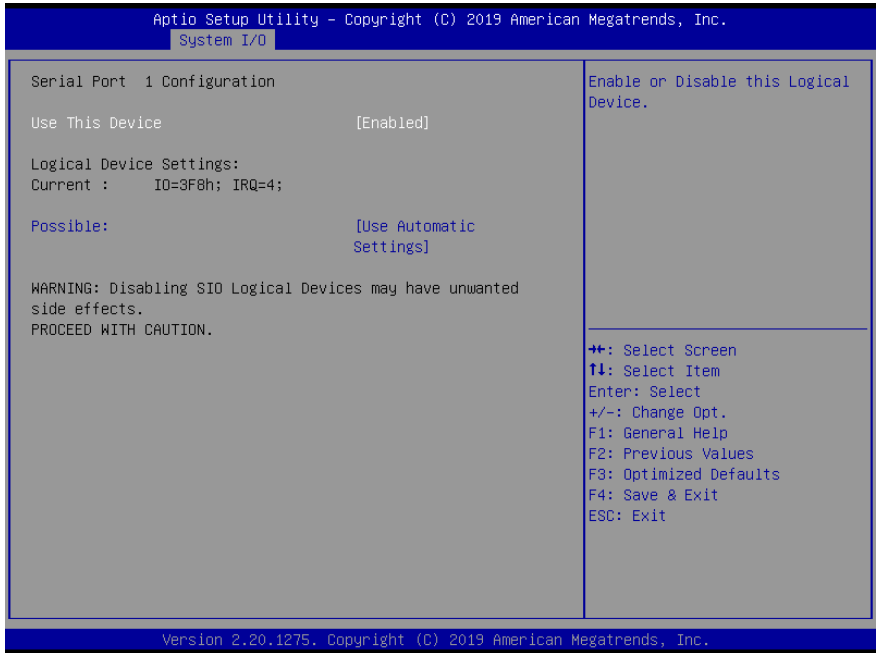 Aptio Setup Utility – Copyright (C) 2019 American Megatrends, Inc.
System I/O
Serial Port 1 Configuration
Use This Device [Enabled]
Logical Device Settings:
Current : IO=3F8h; IRQ=4;
Possible: [Use Automatic
Settings]
WARNING: Disabling SIO Logical Devices may have unwanted
side effects.
PROCEED WITH CAUTION.
Enable or Disable this Logical
Device.
→←: Select Screen
↑↓: Select Item
Enter: Select
+/-: Change Opt.
F1: General Help
F2: Previous Values
F3: Optimized Defaults
F4: Save & Exit
ESC: Exit
Version 2.20.1275. Copyright (C) 2019 American Megatrends, Inc.